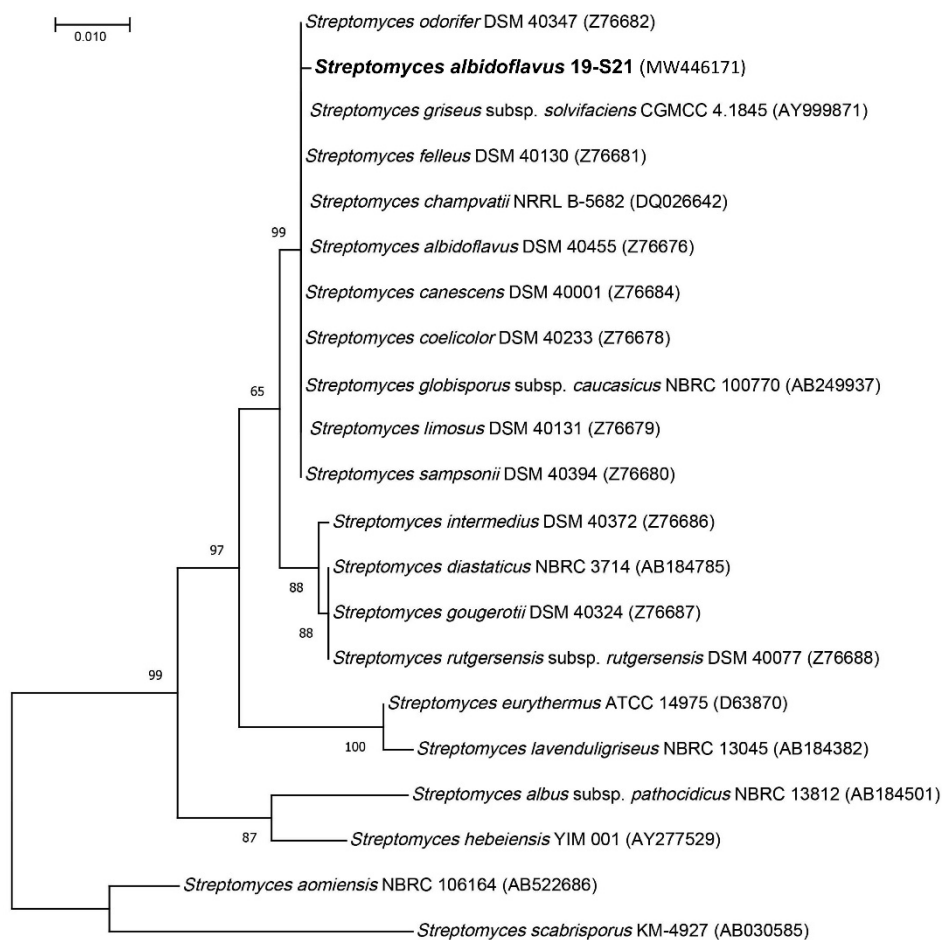 Streptomyces odorifer DSM 40347 (Z76682)
0.010
Streptomyces albidoflavus 19-S21 (MW446171)
Streptomyces griseus subsp. solvifaciens CGMCC 4.1845 (AY999871)
Streptomyces felleus DSM 40130 (Z76681)
Streptomyces champvatii NRRL B-5682 (DQ026642)
99
Streptomyces albidoflavus DSM 40455 (Z76676)
Streptomyces canescens DSM 40001 (Z76684)
Streptomyces coelicolor DSM 40233 (Z76678)
65
Streptomyces globisporus subsp. caucasicus NBRC 100770 (AB249937)
Streptomyces limosus DSM 40131 (Z76679)
Streptomyces sampsonii DSM 40394 (Z76680)
Streptomyces intermedius DSM 40372 (Z76686)
97
Streptomyces diastaticus NBRC 3714 (AB184785)
88
Streptomyces gougerotii DSM 40324 (Z76687)
88
Streptomyces rutgersensis subsp. rutgersensis DSM 40077 (Z76688)
99
Streptomyces eurythermus ATCC 14975 (D63870)
100
Streptomyces lavenduligriseus NBRC 13045 (AB184382)
Streptomyces albus subsp. pathocidicus NBRC 13812 (AB184501)
87
Streptomyces hebeiensis YIM 001 (AY277529)
Streptomyces aomiensis NBRC 106164 (AB522686)
Streptomyces scabrisporus KM-4927 (AB030585)